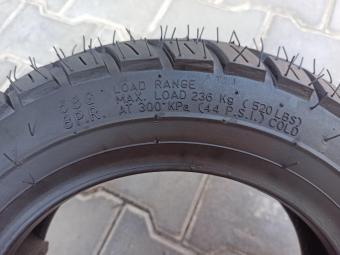 LOAD RANGE
MAX. LOAD 236 Kg (520 LBS)
6P.R. AT 300 KPa (44 P.S.I.) COLD